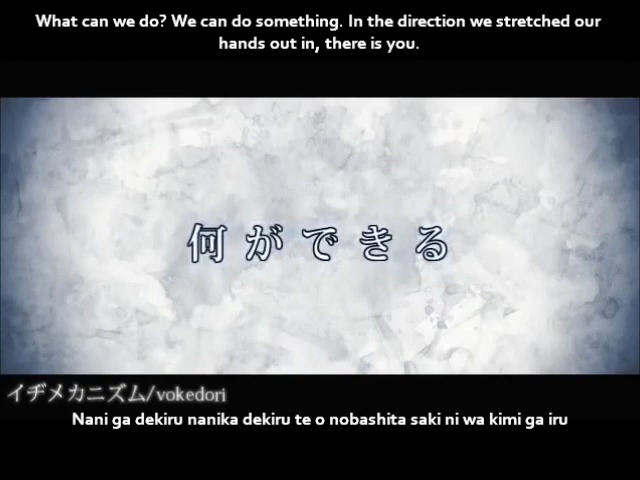 What can we do? We can do something. In the direction we stretched our
hands out in, there is you.
何ができる
イヂメカニズム/vokedori
Nani ga dekiru nanika dekiru te o nobashita saki ni wa kimi ga iru